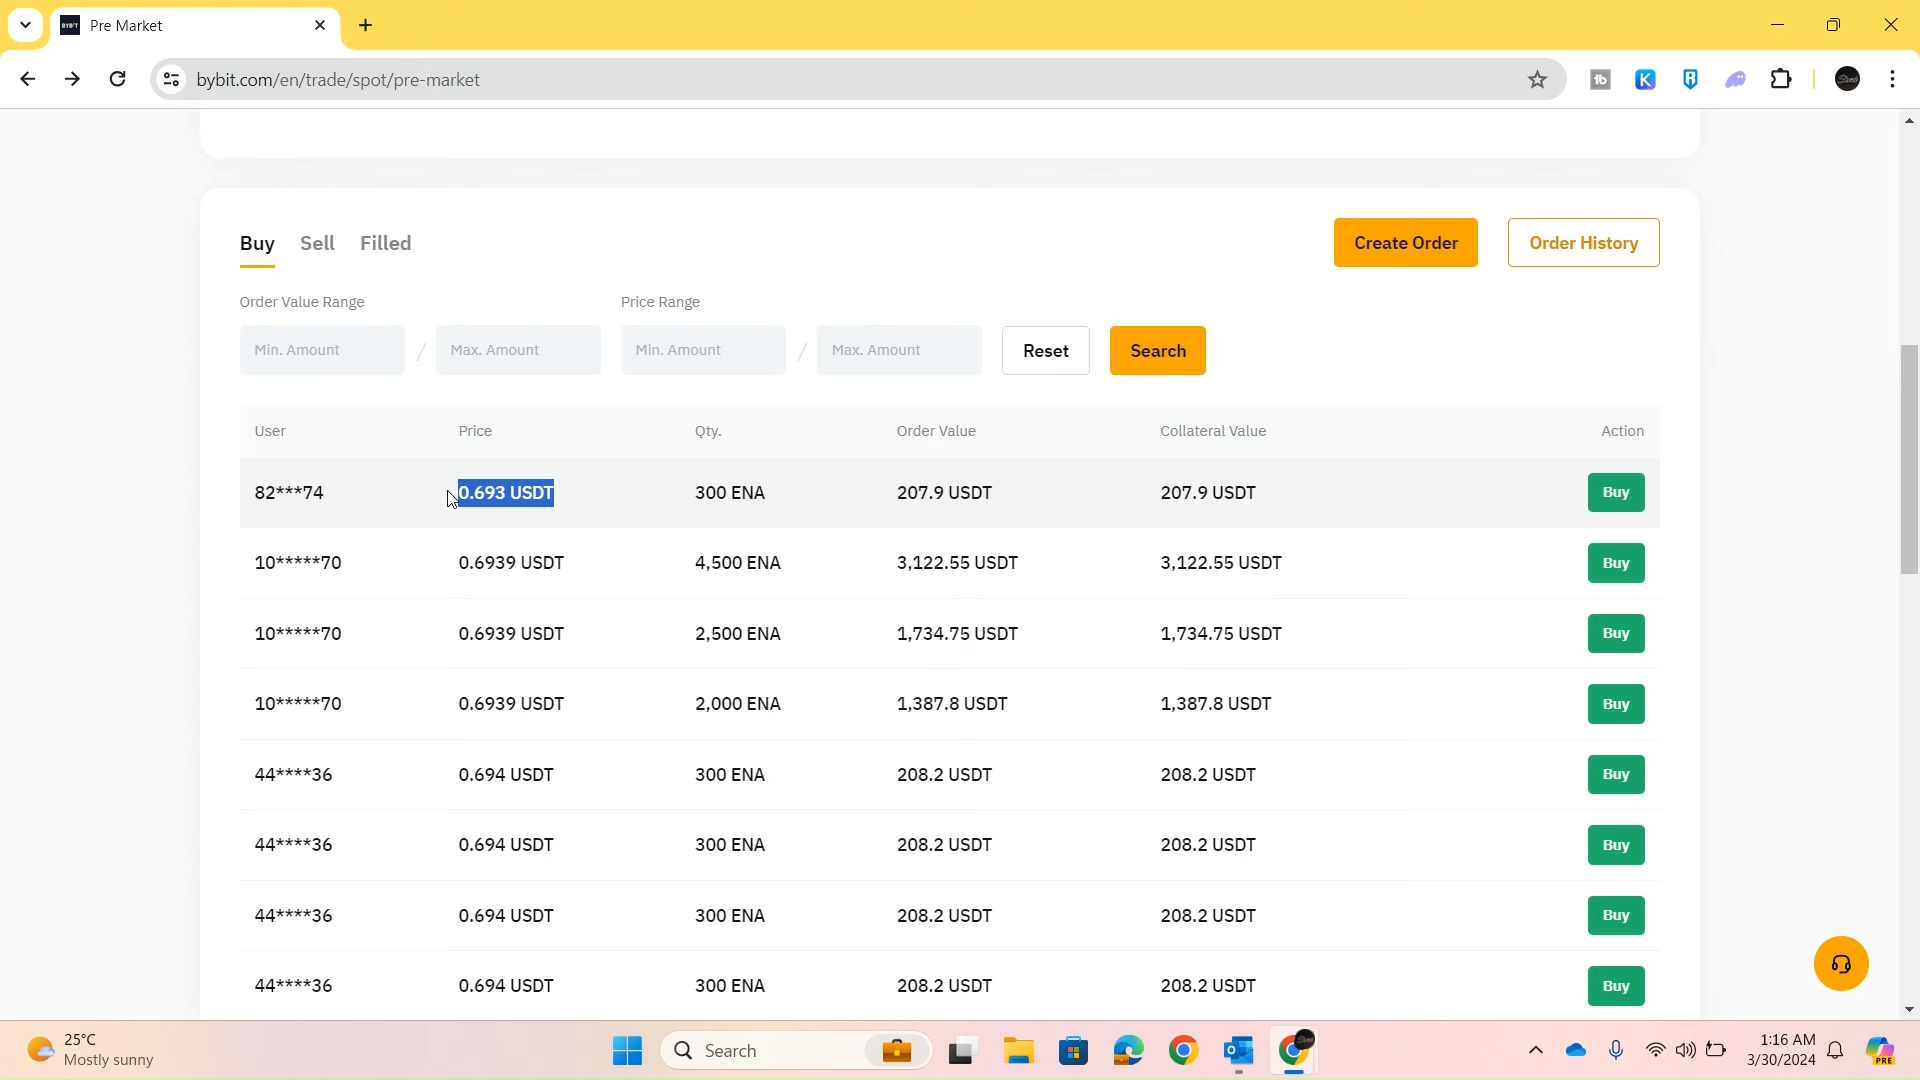 Pre Market
bybit.com/en/trade/spot/pre-market
Buy Sell Filled
Create Order
Order History
Order Value Range
Price Range
Min. Amount / Max. Amount
Min. Amount / Max. Amount
Reset
Search
User Price Qty. Order Value Collateral Value Action
82***74 0.693 USDT 300 ENA 207.9 USDT 207.9 USDT Buy
10*****70 0.6939 USDT 4,500 ENA 3,122.55 USDT 3,122.55 USDT Buy
10*****70 0.6939 USDT 2,500 ENA 1,734.75 USDT 1,734.75 USDT Buy
10*****70 0.6939 USDT 2,000 ENA 1,387.8 USDT 1,387.8 USDT Buy
44****36 0.694 USDT 300 ENA 208.2 USDT 208.2 USDT Buy
44****36 0.694 USDT 300 ENA 208.2 USDT 208.2 USDT Buy
44****36 0.694 USDT 300 ENA 208.2 USDT 208.2 USDT Buy
44****36 0.694 USDT 300 ENA 208.2 USDT 208.2 USDT Buy
25°C
Mostly sunny
Search
1:16 AM
3/30/2024
PRE